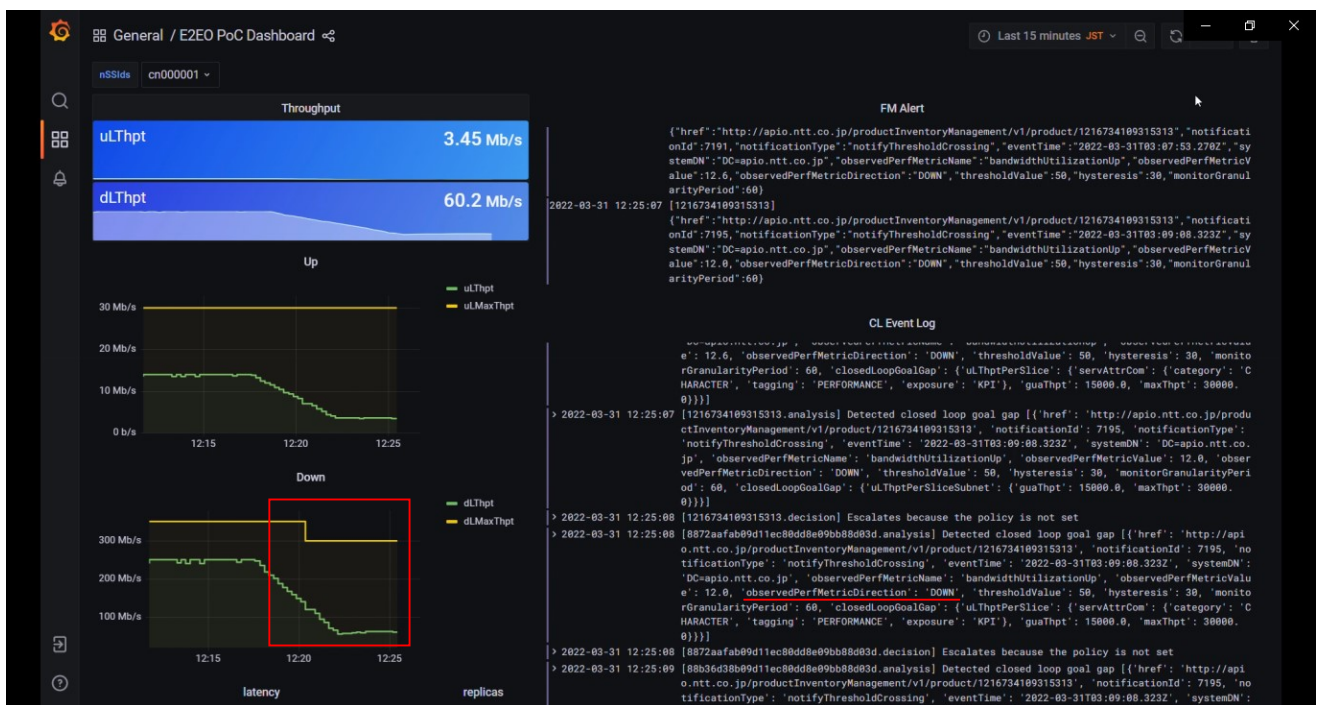 General / E2EO PoC Dashboard
Last 15 minutes JST
nSSIds cn000001
Throughput
uLThpt 3.45 Mb/s
dLThpt 60.2 Mb/s
Up
30 Mb/s
20 Mb/s
10 Mb/s
0 b/s
12:15 12:20 12:25
uLThpt
uLMaxThpt
Down
300 Mb/s
200 Mb/s
100 Mb/s
12:15 12:20 12:25
dLThpt
dLMaxThpt
latency
replicas
FM Alert
{"href":"http://apio.ntt.co.jp/productInventoryManagement/v1/product/1216734109315313","notificati
onId":7191,"notificationType":"notifyThresholdCrossing","eventTime":"2022-03-31T03:07:53.270Z","sy
stemDN":"DC=apio.ntt.co.jp","observedPerfMetricName":"bandwidthUtilizationUp","observedPerfMetricV
alue":12.6,"observedPerfMetricDirection":"DOWN","thresholdValue":50,"hysteresis":30,"monitorGranul
arityPeriod":60}
2022-03-31 12:25:07 [1216734109315313]
{"href":"http://apio.ntt.co.jp/productInventoryManagement/v1/product/1216734109315313","notificati
onId":7195,"notificationType":"notifyThresholdCrossing","eventTime":"2022-03-31T03:09:08.323Z","sy
stemDN":"DC=apio.ntt.co.jp","observedPerfMetricName":"bandwidthUtilizationUp","observedPerfMetricV
alue":12.0,"observedPerfMetricDirection":"DOWN","thresholdValue":50,"hysteresis":30,"monitorGranul
arityPeriod":60}
CL Event Log
e': 12.6, 'observedPerfMetricDirection': 'DOWN', 'thresholdValue': 50, 'hysteresis': 30, 'monito
rGranularityPeriod': 60, 'closedLoopGoalGap': {'uLThptPerSlice': {'servAttrCom': {'category': 'C
HARACTER', 'tagging': 'PERFORMANCE', 'exposure': 'KPI'}, 'guaThpt': 15000.0, 'maxThpt': 30000.
0}}}]
> 2022-03-31 12:25:07 [1216734109315313.analysis] Detected closed loop goal gap [{'href': 'http://apio.ntt.co.jp/produ
ctInventoryManagement/v1/product/1216734109315313', 'notificationId': 7195, 'notificationType':
'notifyThresholdCrossing', 'eventTime': '2022-03-31T03:09:08.323Z', 'systemDN': 'DC=apio.ntt.co.
jp', 'observedPerfMetricName': 'bandwidthUtilizationUp', 'observedPerfMetricValue': 12.0, 'obser
vedPerfMetricDirection': 'DOWN', 'thresholdValue': 50, 'hysteresis': 30, 'monitorGranularityPeri
od': 60, 'closedLoopGoalGap': {'uLThptPerSliceSubnet': {'guaThpt': 15000.0, 'maxThpt': 30000.
0}}}]
> 2022-03-31 12:25:08 [1216734109315313.decision] Escalates because the policy is not set
> 2022-03-31 12:25:08 [8872aafab09d11ec80dd8e09bb88d03d.analysis] Detected closed loop goal gap [{'href': 'http://api
o.ntt.co.jp/productInventoryManagement/v1/product/1216734109315313', 'notificationId': 7195, 'no
tificationType': 'notifyThresholdCrossing', 'eventTime': '2022-03-31T03:09:08.323Z', 'systemDN':
'DC=apio.ntt.co.jp', 'observedPerfMetricName': 'bandwidthUtilizationUp', 'observedPerfMetricValu
e': 12.0, 'observedPerfMetricDirection': 'DOWN', 'thresholdValue': 50, 'hysteresis': 30, 'monito
rGranularityPeriod': 60, 'closedLoopGoalGap': {'uLThptPerSlice': {'servAttrCom': {'category': 'C
HARACTER', 'tagging': 'PERFORMANCE', 'exposure': 'KPI'}, 'guaThpt': 15000.0, 'maxThpt': 30000.
0}}}]
> 2022-03-31 12:25:08 [8872aafab09d11ec80dd8e09bb88d03d.decision] Escalates because the policy is not set
> 2022-03-31 12:25:09 [88b36d38b09d11ec80dd8e09bb88d03d.analysis] Detected closed loop goal gap [{'href': 'http://api
o.ntt.co.jp/productInventoryManagement/v1/product/1216734109315313', 'notificationId': 7195, 'no
tificationType': 'notifyThresholdCrossing', 'eventTime': '2022-03-31T03:09:08.323Z', 'systemDN':